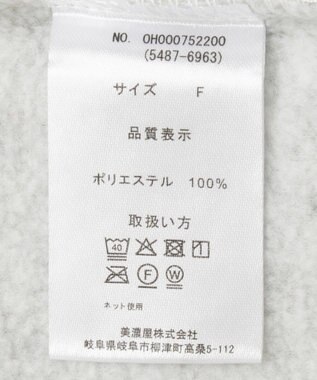 NO. OH000752200
(5487-6963)
サイズ F
品質表示
ポリエステル 100%
取扱い方
40
F W
ネット使用
美濃屋株式会社
岐阜県岐阜市柳津町高桑5-112